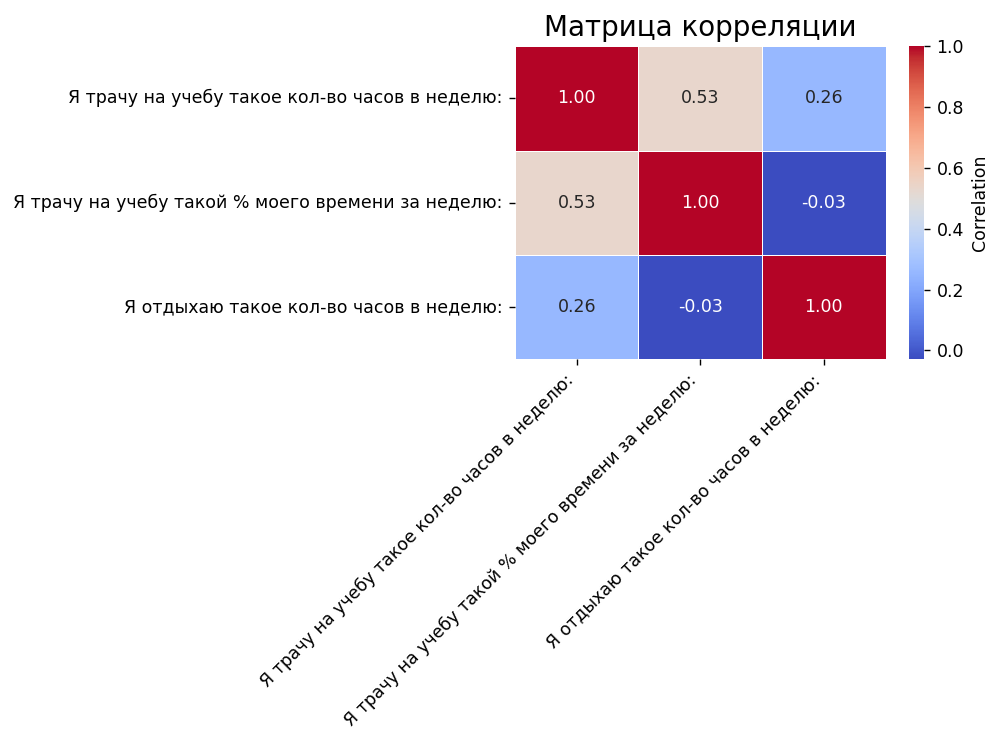 Матрица корреляции
Я трачу на учебу такое кол-во часов в неделю:
1.00
0.53
0.26
Я трачу на учебу такой % моего времени за неделю:
0.53
1.00
-0.03
Я отдыхаю такое кол-во часов в неделю:
0.26
-0.03
1.00
1.0
0.8
0.6
0.4
0.2
0.0
Correlation
Я трачу на учебу такое кол-во часов в неделю:
Я трачу на учебу такой % моего времени за неделю:
Я отдыхаю такое кол-во часов в неделю: